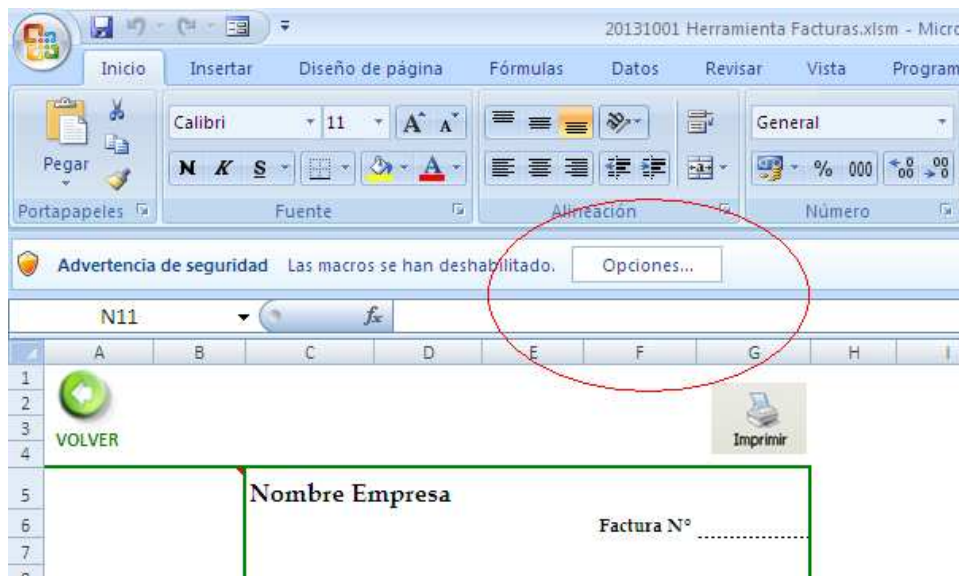 20131001 Herramienta Facturas.xlsm - Micro
Inicio Insertar Diseño de página Fórmulas Datos Revisar Vista Program
Calibri 11 A A General
Pegar N K S A % 000
Portapapeles Fuente Alineación Número
Advertencia de seguridad Las macros se han deshabilitado. Opciones...
N11 fx
A B C D E F G H I
1
2
3
4
VOLVER
Imprimir
5 Nombre Empresa
6 Factura N°
7